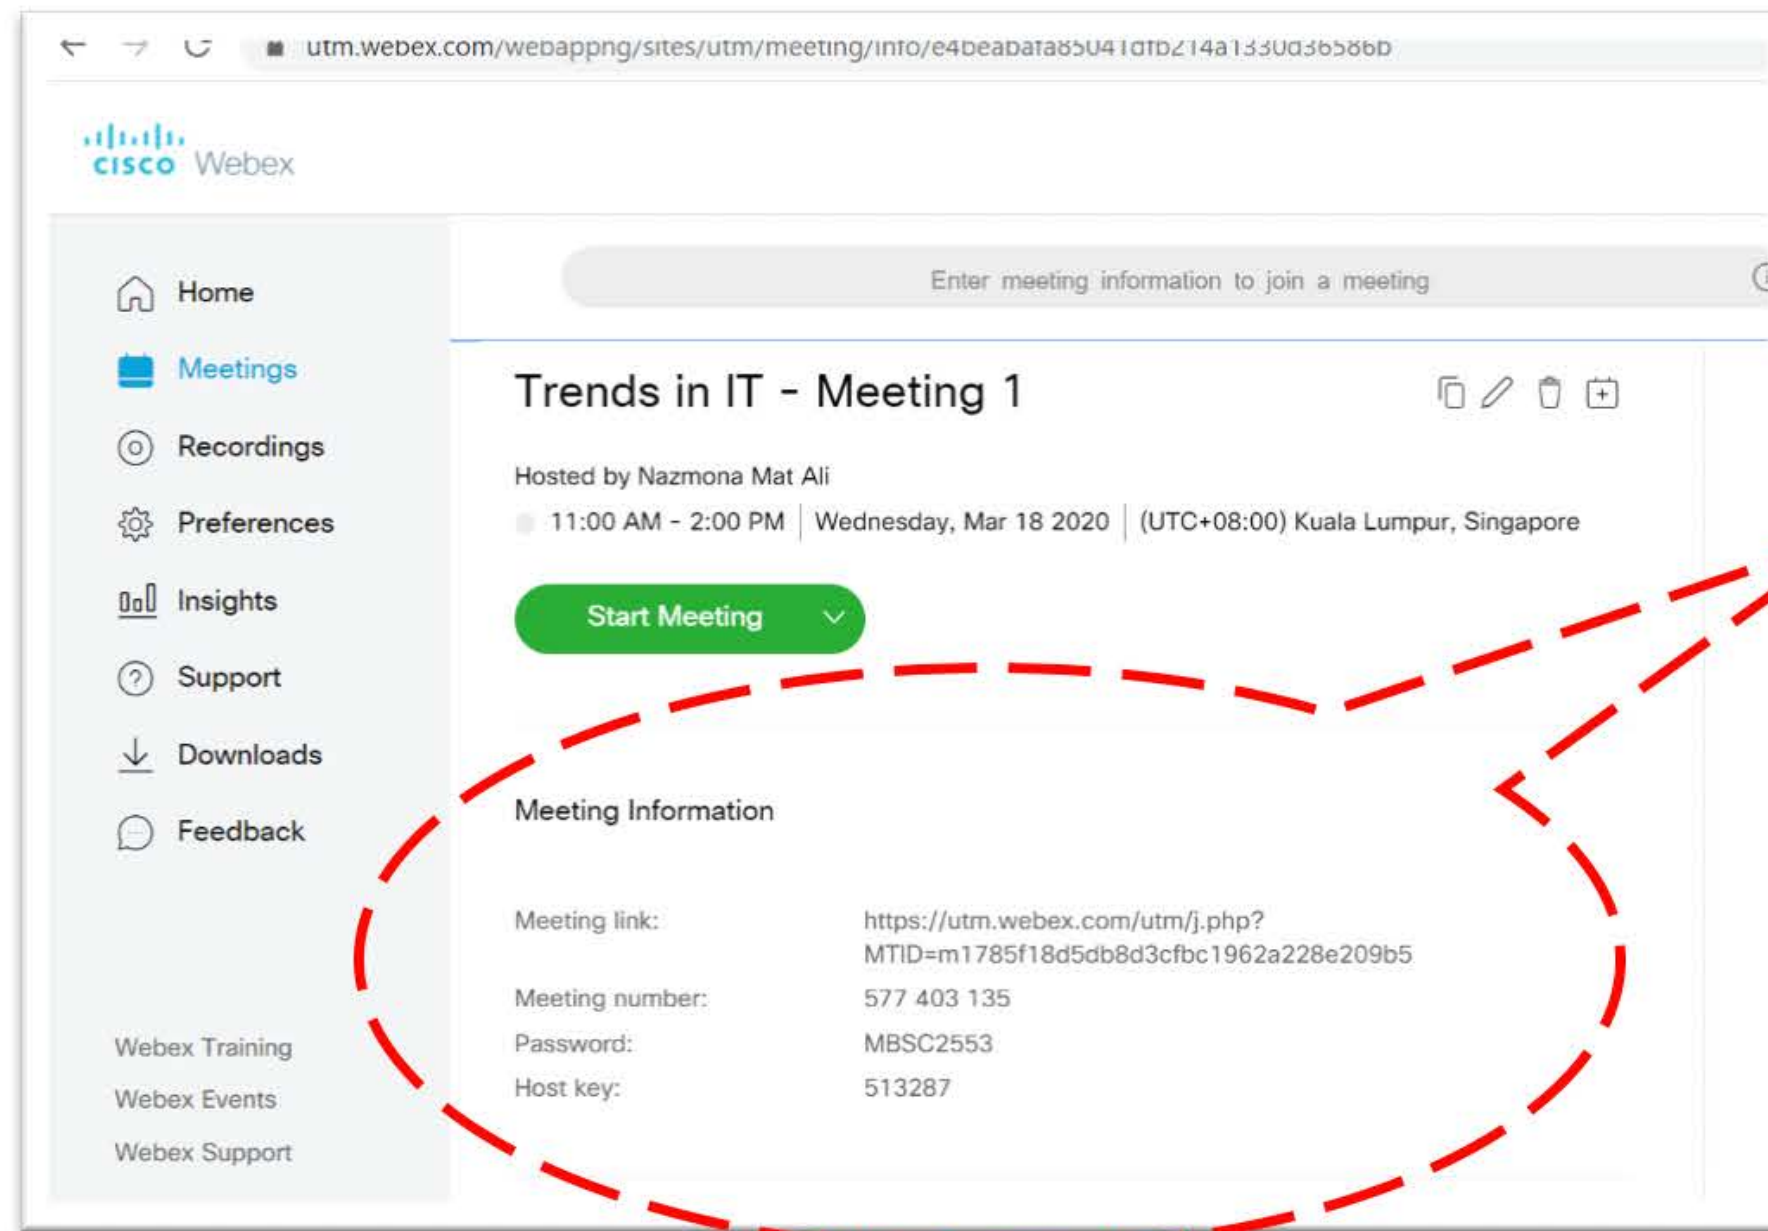 utm.webex.com/webappng/sites/utm/meeting/info/e4beabafa85041dfb214a1330d36586b
CISCO Webex
Enter meeting information to join a meeting
Home
Meetings
Recordings
Preferences
Insights
Support
Downloads
Feedback
Webex Training
Webex Events
Webex Support
Trends in IT - Meeting 1
Hosted by Nazmona Mat Ali
11:00 AM - 2:00 PM | Wednesday, Mar 18 2020 | (UTC+08:00) Kuala Lumpur, Singapore
Start Meeting
Meeting Information
Meeting link: https://utm.webex.com/utm/j.php?
MTID=m1785f18d5db8d3cfbc1962a228e209b5
Meeting number: 577 403 135
Password: MBSC2553
Host key: 513287